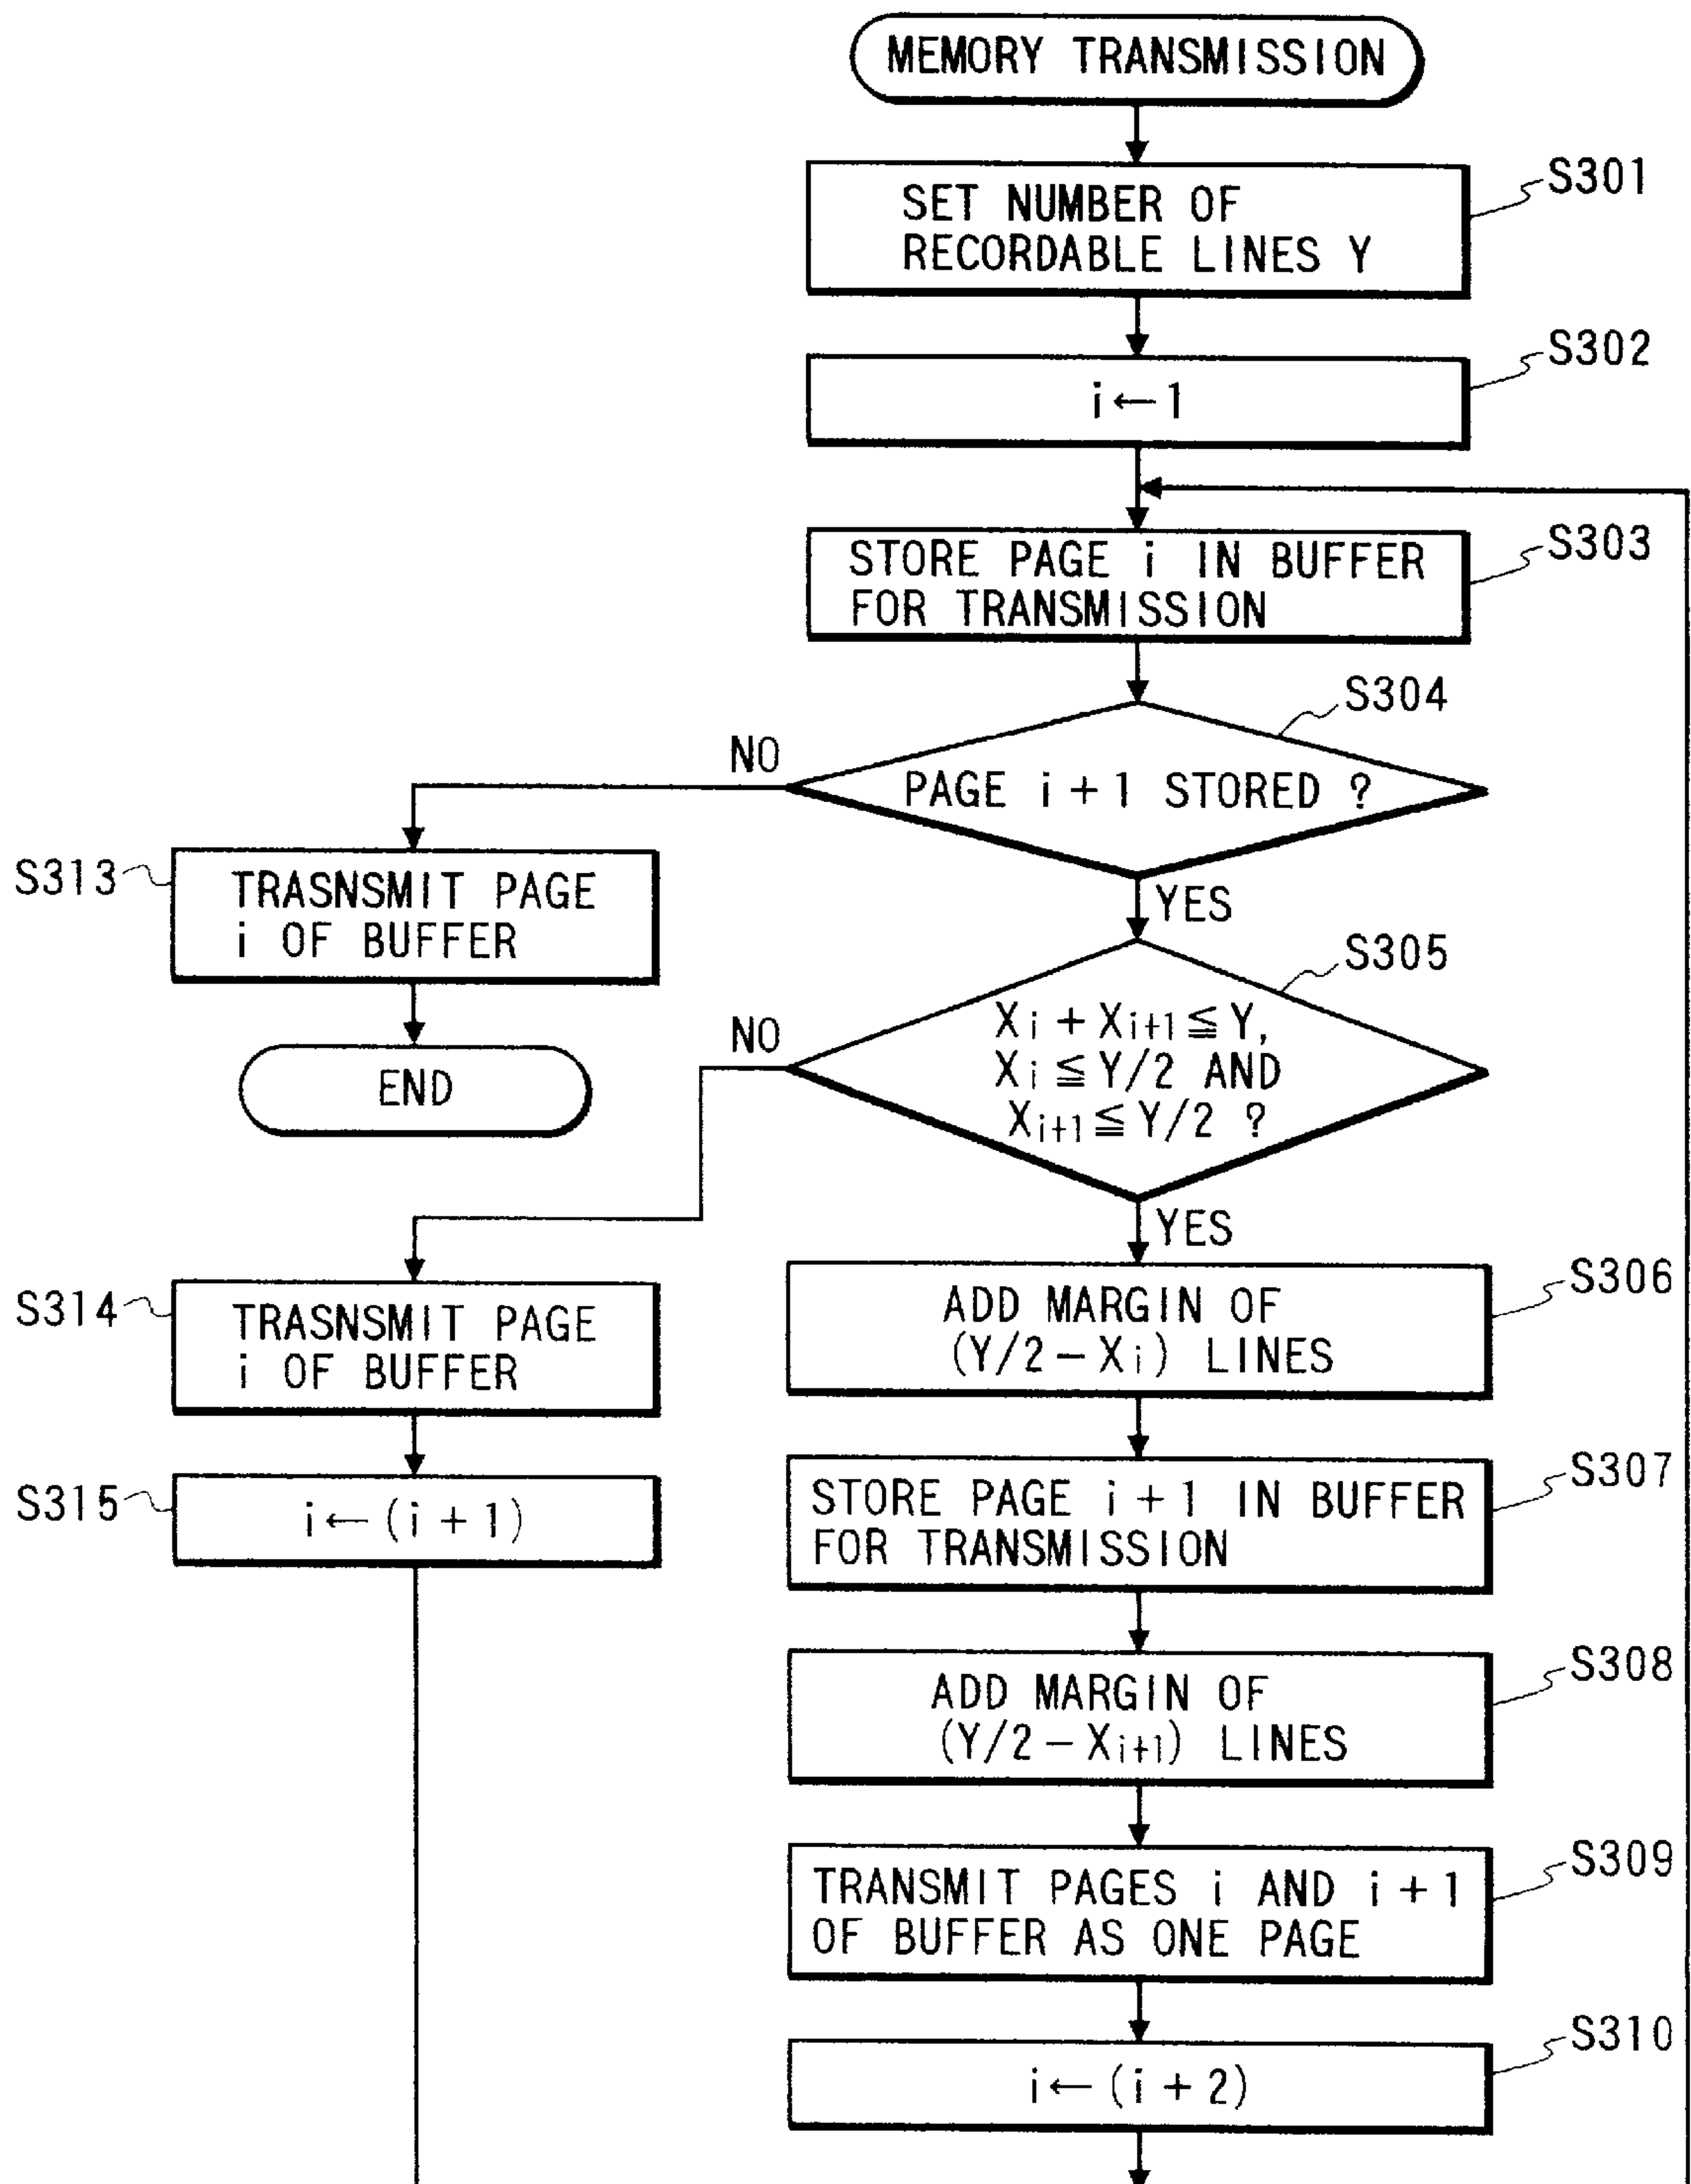 MEMORY TRANSMISSION
S301
SET NUMBER OF
RECORDABLE LINES Y
S302
i←1
S303
STORE PAGE i IN BUFFER
FOR TRANSMISSION
S304
NO
PAGE i+1 STORED ?
S313
TRASNSMIT PAGE
i OF BUFFER
YES
S305
END
NO
Xi + Xi+1 ≦ Y,
Xi ≦ Y/2 AND
Xi+1 ≦ Y/2 ?
YES
S314
TRASNSMIT PAGE
i OF BUFFER
S306
ADD MARGIN OF
(Y/2 − Xi) LINES
S315
i←(i+1)
S307
STORE PAGE i+1 IN BUFFER
FOR TRANSMISSION
S308
ADD MARGIN OF
(Y/2 − Xi+1) LINES
S309
TRANSMIT PAGES i AND i+1
OF BUFFER AS ONE PAGE
S310
i←(i+2)